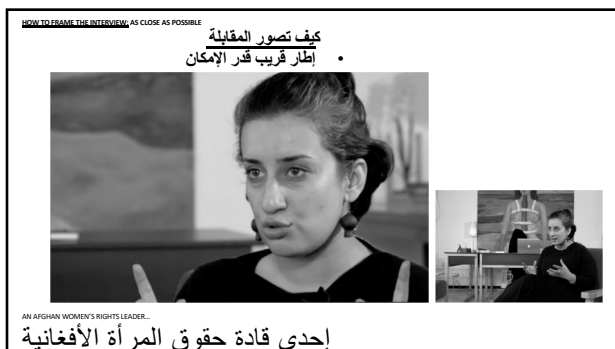 HOW TO FRAME THE INTERVIEW: AS CLOSE AS POSSIBLE
كيف تصور المقابلة
• إطار قريب قدر الإمكان
AN AFGHAN WOMEN'S RIGHTS LEADER...
إحدى قادة حقوق المرأة الأفغانية